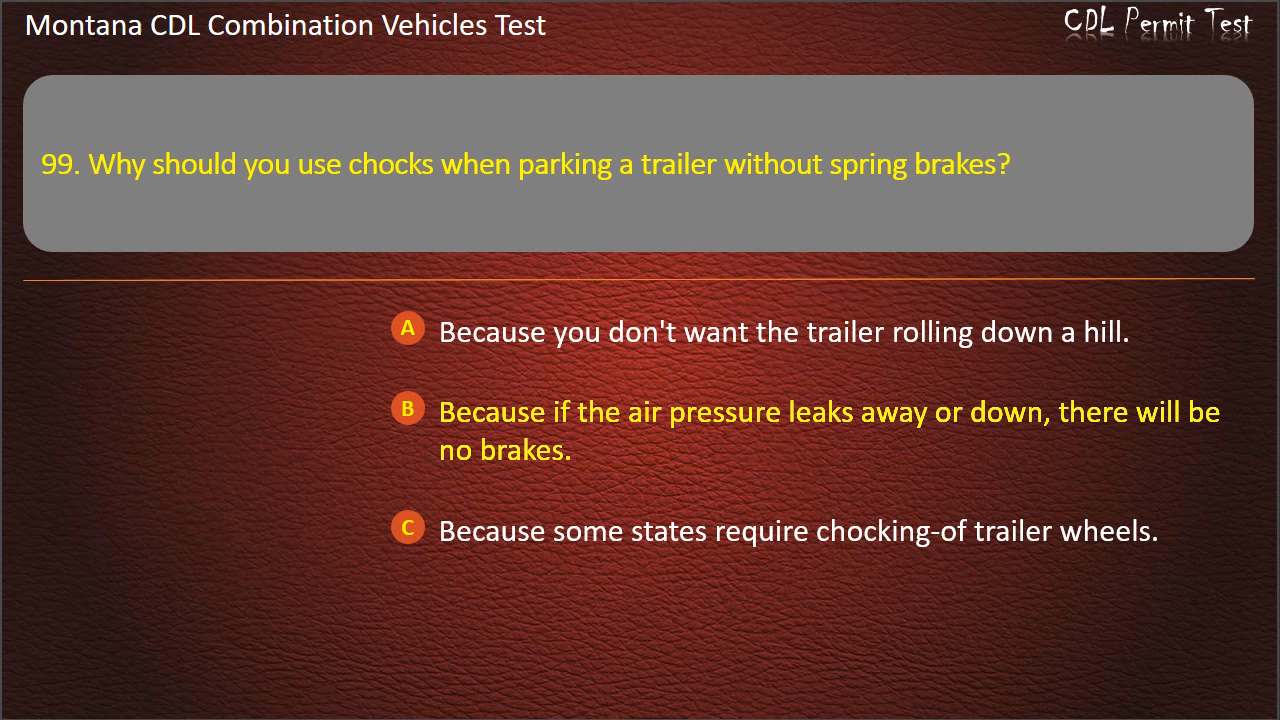 Montana CDL Combination Vehicles Test
CDL Permit Test
99. Why should you use chocks when parking a trailer without spring brakes?
A Because you don't want the trailer rolling down a hill.
B Because if the air pressure leaks away or down, there will be
no brakes.
C Because some states require chocking-of trailer wheels.